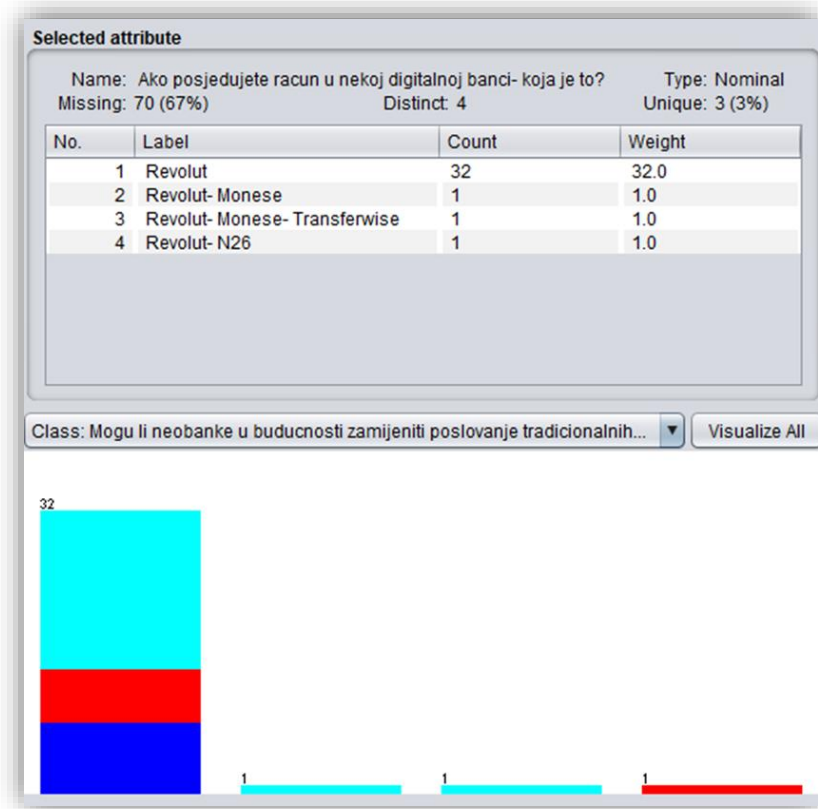 Selected attribute
Name: Ako posjedujete racun u nekoj digitalnoj banci- koja je to? Type: Nominal
Missing: 70 (67%) Distinct: 4 Unique: 3 (3%)
No. Label Count Weight
1 Revolut 32 32.0
2 Revolut- Monese 1 1.0
3 Revolut- Monese- Transferwise 1 1.0
4 Revolut- N26 1 1.0
Class: Mogu li neobanke u buducnosti zamijeniti poslovanje tradicionalnih... Visualize All
32
1 1 1